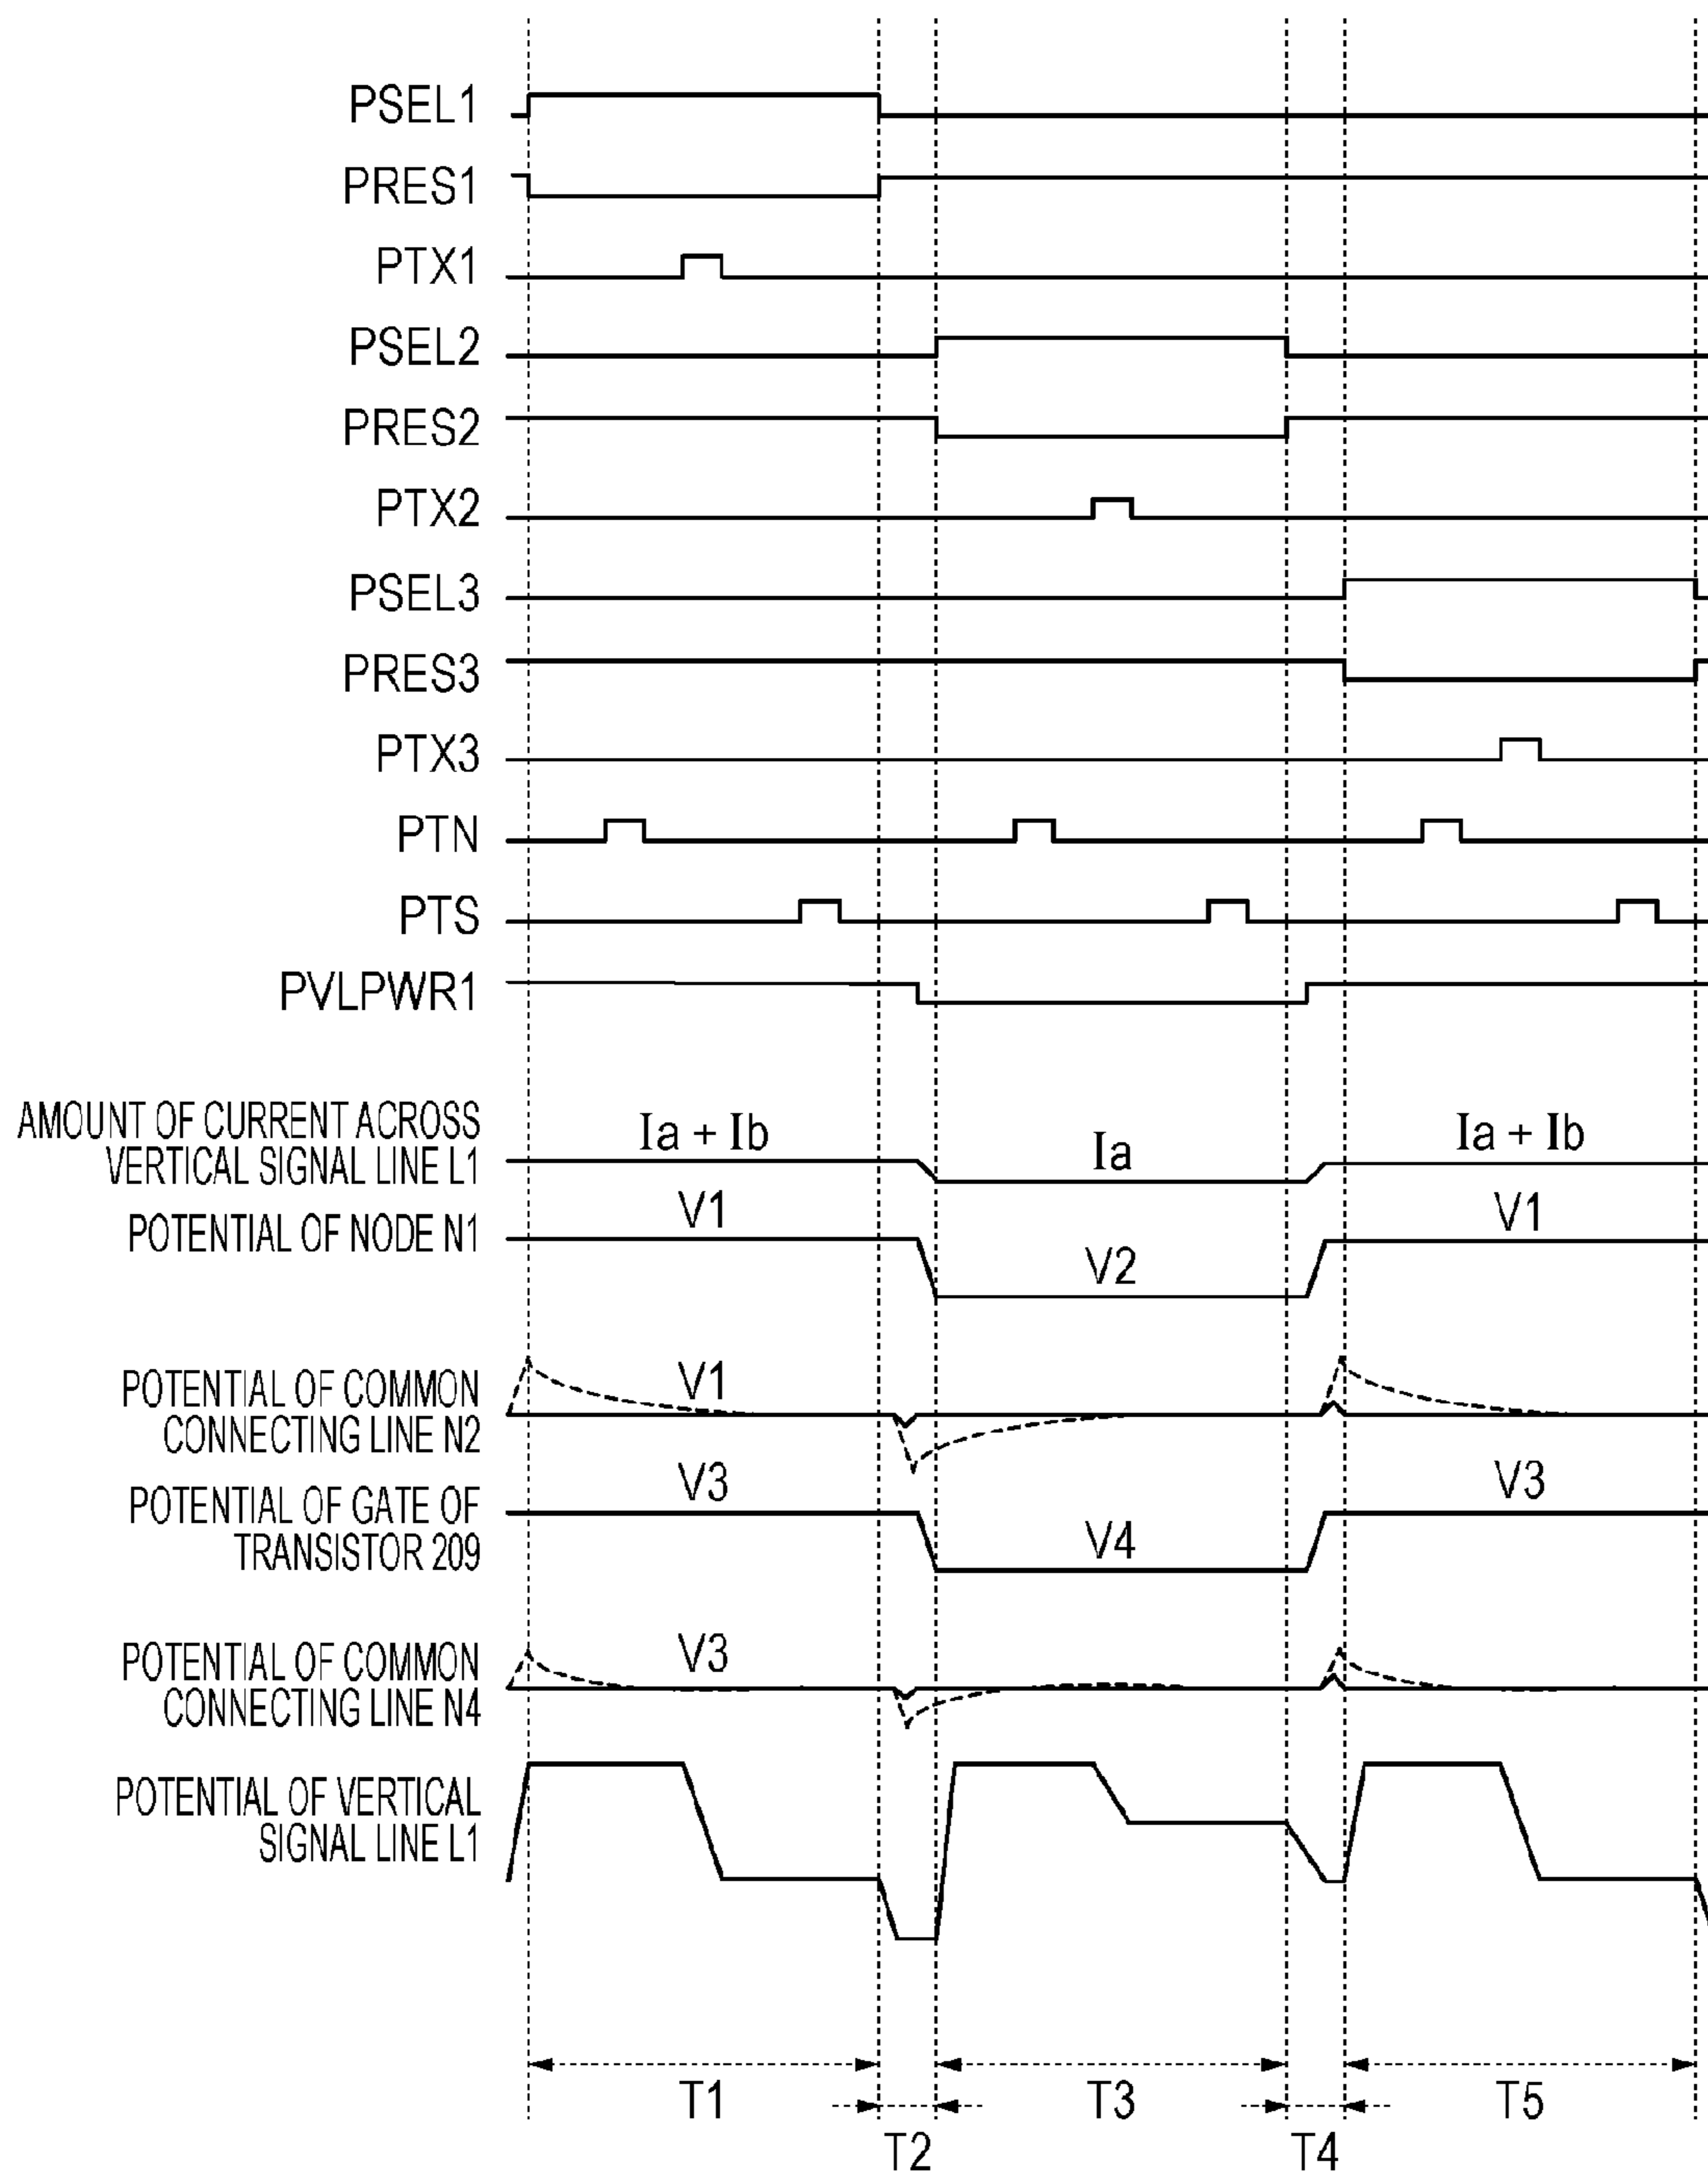 PSEL1
PRES1
PTX1
PSEL2
PRES2
PTX2
PSEL3
PRES3
PTX3
PTN
PTS
PVLPWR1
AMOUNT OF CURRENT ACROSS
VERTICAL SIGNAL LINE L1
Ia + Ib
Ia
Ia + Ib
POTENTIAL OF NODE N1
V1
V2
V1
POTENTIAL OF COMMON
CONNECTING LINE N2
V1
POTENTIAL OF GATE OF
TRANSISTOR 209
V3
V4
V3
POTENTIAL OF COMMON
CONNECTING LINE N4
V3
POTENTIAL OF VERTICAL
SIGNAL LINE L1
T1
T2
T3
T4
T5